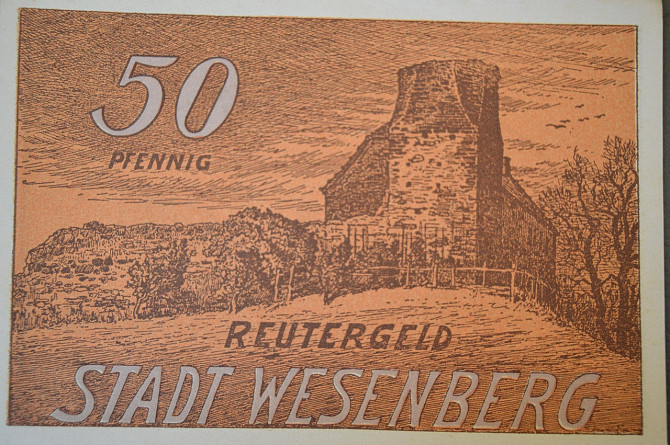 50
PFENNIG
REUTERGELD
STADT WESENBERG